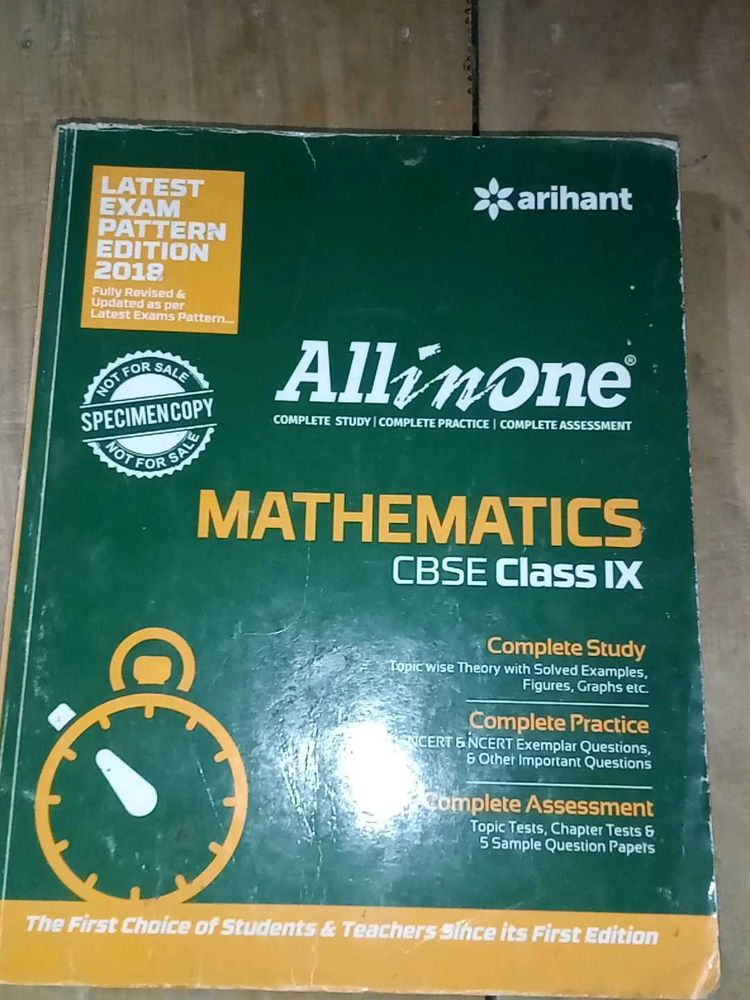 LATEST
EXAM
PATTERN
EDITION
2018
Fully Revised &
Updated as per
Latest Exams Pattern...
arihant
NOT FOR SALE
SPECIMEN COPY
NOT FOR SALE
All in One®
COMPLETE STUDY | COMPLETE PRACTICE | COMPLETE ASSESSMENT
MATHEMATICS
CBSE Class IX
Complete Study
Topic wise Theory with Solved Examples,
Figures, Graphs etc.
Complete Practice
NCERT & NCERT Exemplar Questions,
& Other Important Questions
Complete Assessment
Topic Tests, Chapter Tests &
5 Sample Question Papers
The First Choice of Students & Teachers Since its First Edition